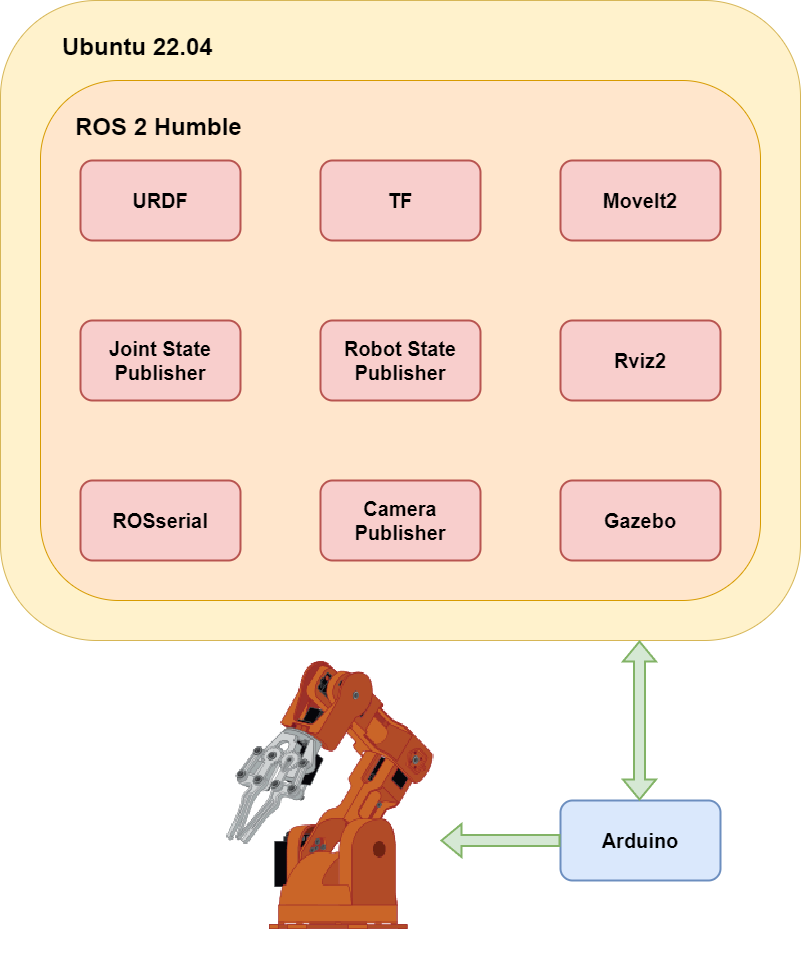 Ubuntu 22.04
ROS 2 Humble
URDF
TF
MoveIt2
Joint State
Publisher
Robot State
Publisher
Rviz2
ROSserial
Camera
Publisher
Gazebo
Arduino